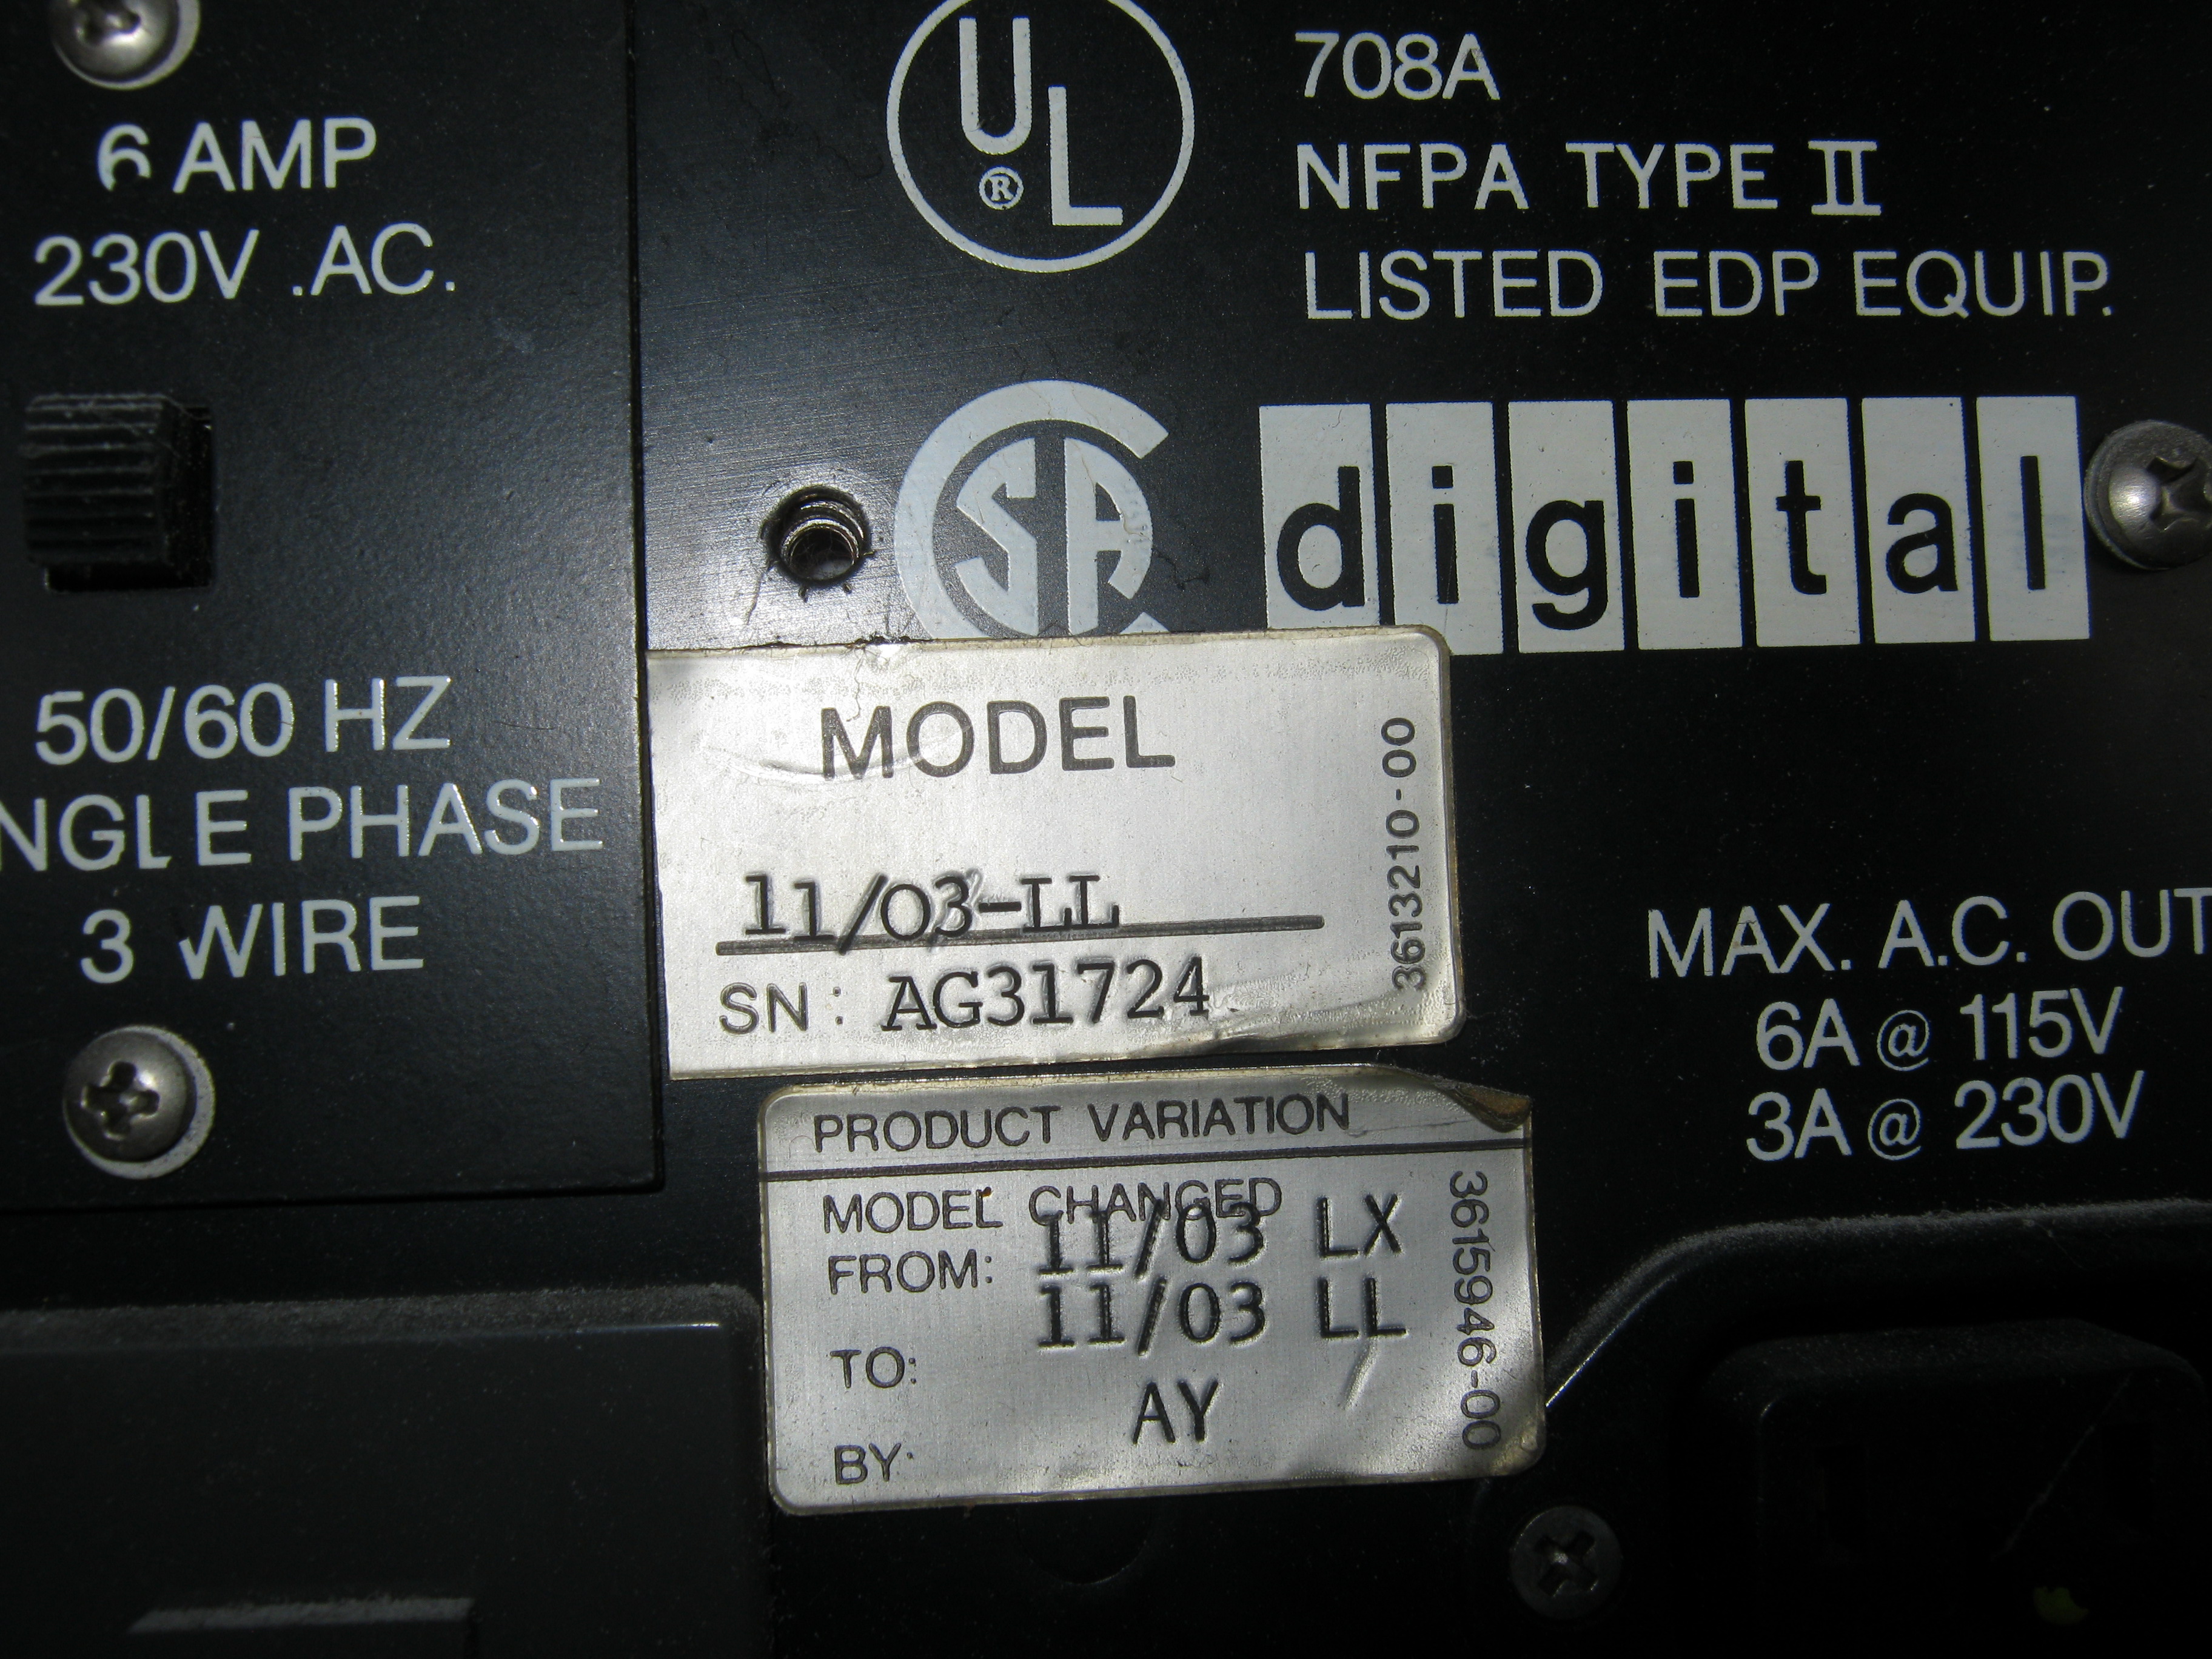 6 AMP
230V .AC.
50/60 HZ
NGLE PHASE
3 WIRE
UL
®
708A
NFPA TYPE II
LISTED EDP EQUIP.
CSA
digital
MODEL
11/03-LL
SN: AG31724
3613210-00
PRODUCT VARIATION
MODEL CHANGED
FROM: 11/03 LX
11/03 LL
TO:
AY
BY:
3615946-00
MAX. A.C. OUT
6A @ 115V
3A @ 230V